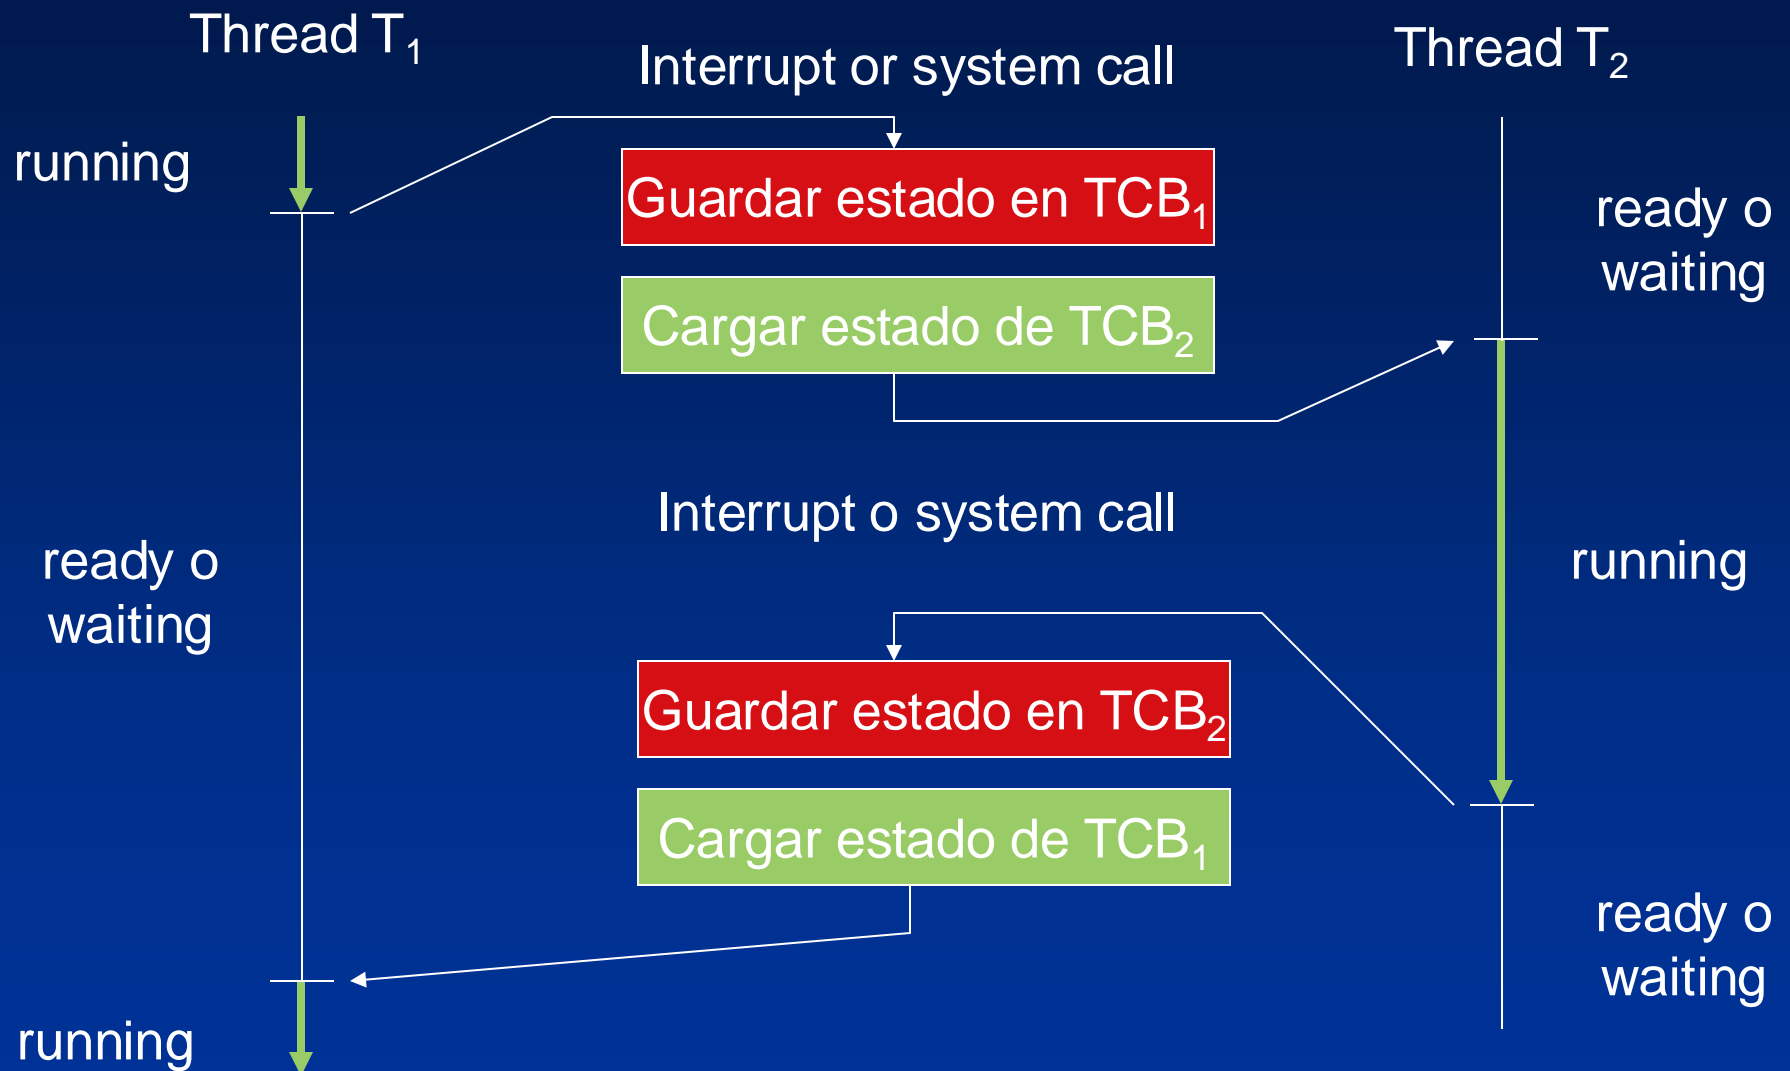 Thread T₁
Interrupt or system call
Thread T₂
running
Guardar estado en TCB₁
ready o
waiting
Cargar estado de TCB₂
Interrupt o system call
ready o
waiting
running
Guardar estado en TCB₂
Cargar estado de TCB₁
ready o
waiting
running